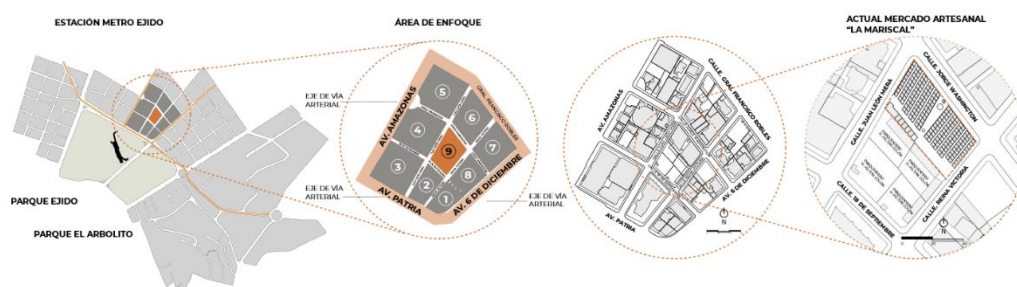 ESTACIÓN METRO EJIDO
PARQUE EJIDO
PARQUE EL ARBOLITO
ÁREA DE ENFOQUE
EJE DE VÍA
ARTERIAL
AV. AMAZONAS
GRAL FRANCISCO ROBLES
5
6
4
9
7
3
2
8
1
EJE DE VÍA
ARTERIAL
AV. PATRIA
AV. 6 DE DICIEMBRE
EJE DE VÍA
ARTERIAL
AV. AMAZONAS
CALLE. GRAL FRANCISCO ROBLES
AV. 6 DE DICIEMBRE
AV. PATRIA
N
ACTUAL MERCADO ARTESANAL
"LA MARISCAL"
CALLE. JORGE WASHINGTON
CALLE. JUAN LEÓN MERA
CALLE. REINA VICTORIA
CALLE. 18 DE SEPTIEMBRE
N